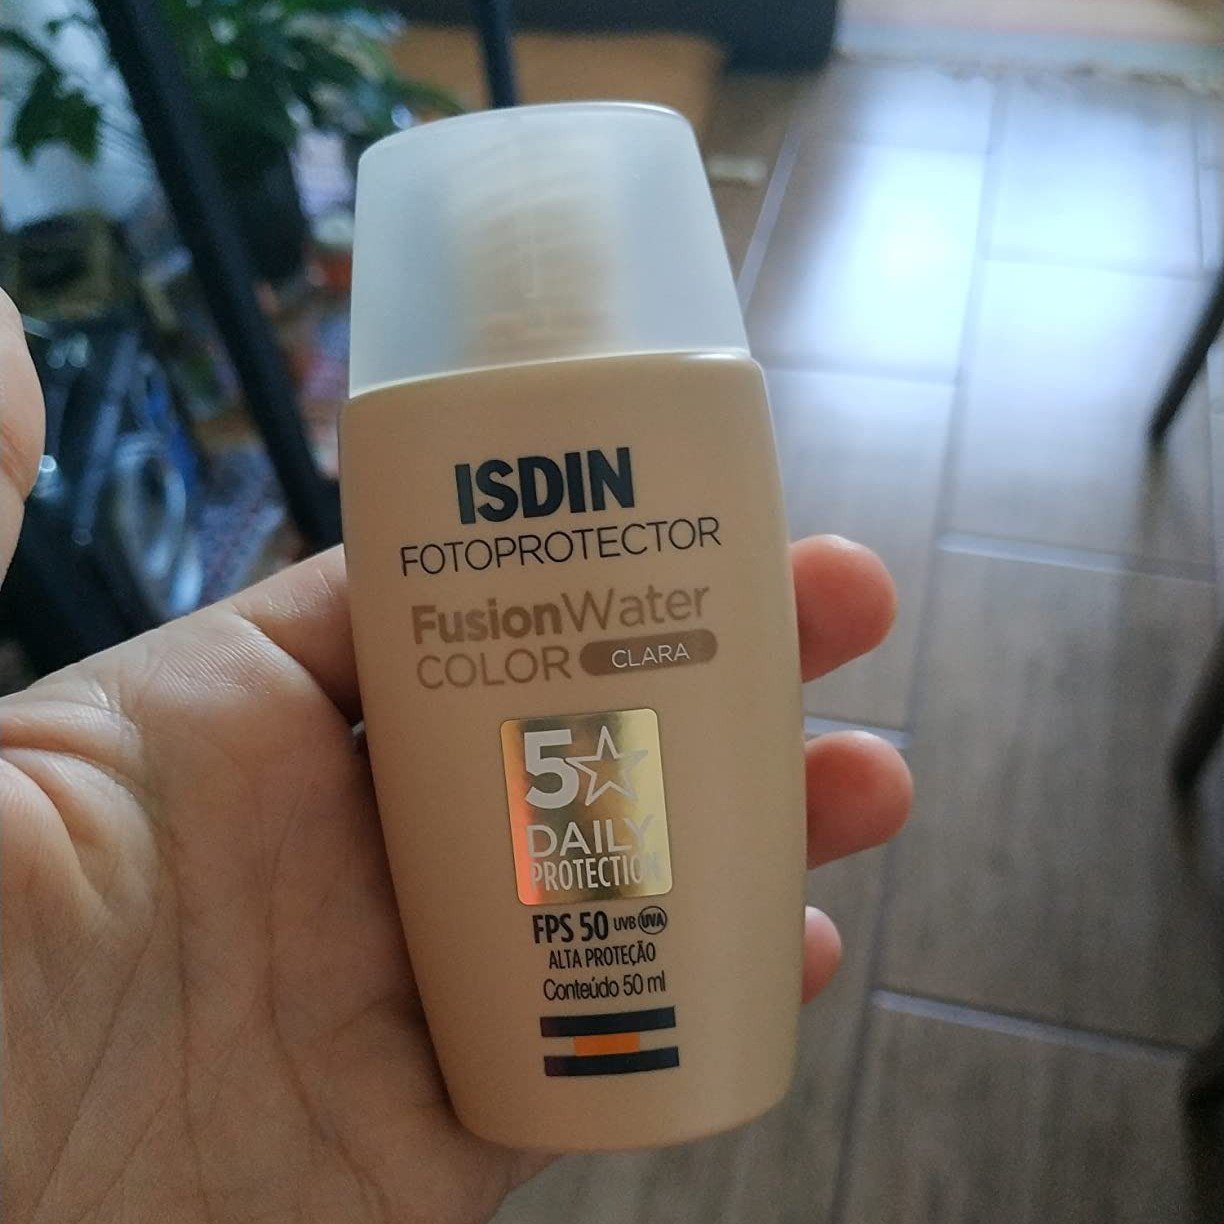 ISDIN
FOTOPROTECTOR
FusionWater
COLOR CLARA
5
DAILY
PROTECTION
FPS 50 UVB UVA
ALTA PROTEÇÃO
Conteúdo 50 ml